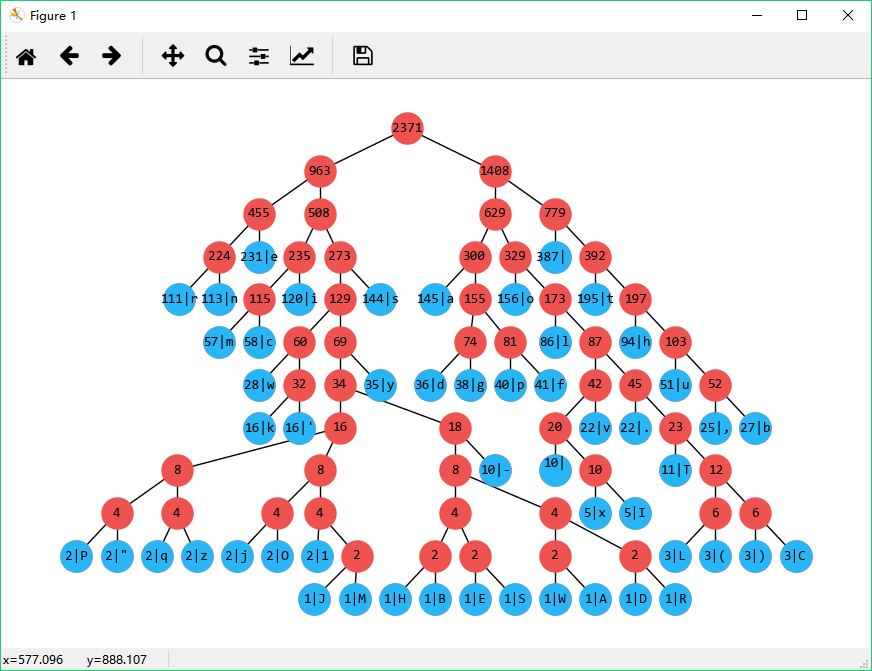 Figure 1
2371
963 1408
455 508 629 779
224 231|e 235 273 300 329 387| 392
111|r 113|n 115 120|i 129 144|s 145|a 155 156|o 173 195|t 197
57|m 58|c 60 69 74 81 86|l 87 94|h 103
28|w 32 34 35|y 36|d 38|g 40|p 41|f 42 45 51|u 52
16|k 16|' 16 18 20 22|v 22|. 23 25|, 27|b
8 8 8 10|- 10| 10 11|T 12
4 4 4 4 4 4 5|x 5|I 6 6
2|P 2|" 2|q 2|z 2|j 2|O 2|1 2 2 2 2 2 3|L 3|( 3|) 3|C
1|J 1|M 1|H 1|B 1|E 1|S 1|W 1|A 1|D 1|R
x=577.096 y=888.107